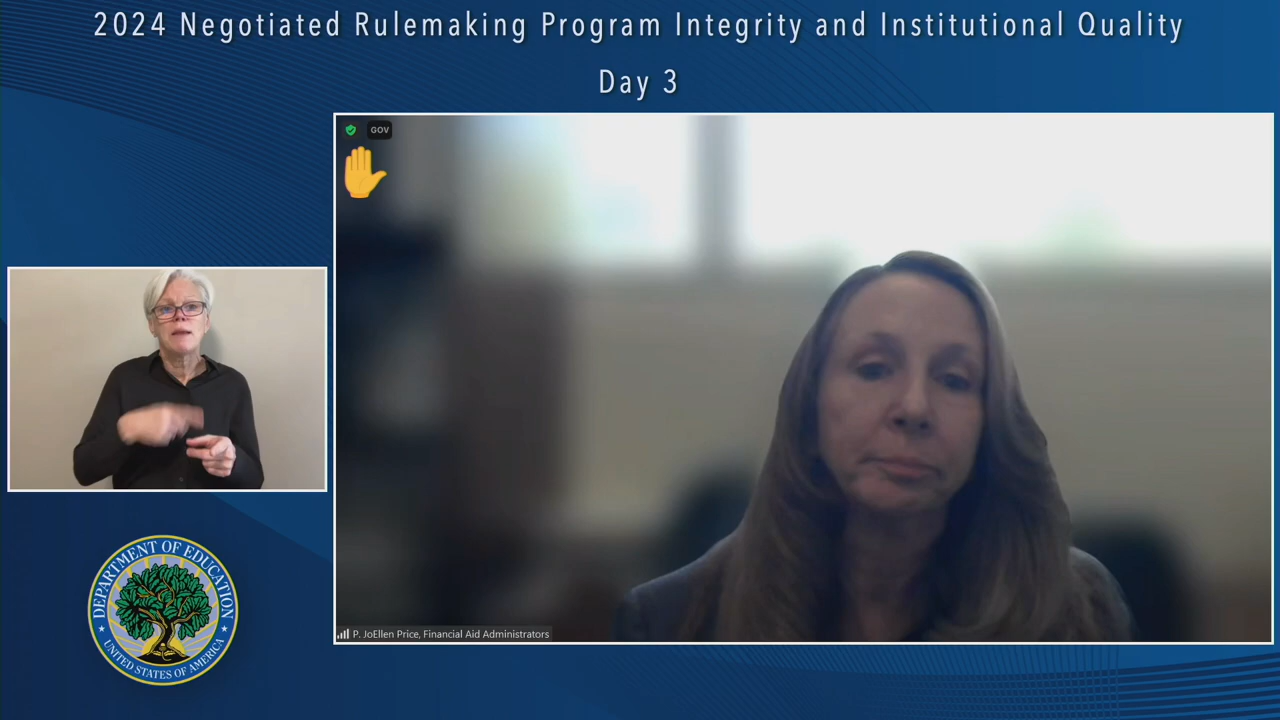 2024 Negotiated Rulemaking Program Integrity and Institutional Quality
Day 3
GOV
P. JoEllen Price, Financial Aid Administrators
DEPARTMENT OF EDUCATION
UNITED STATES OF AMERICA